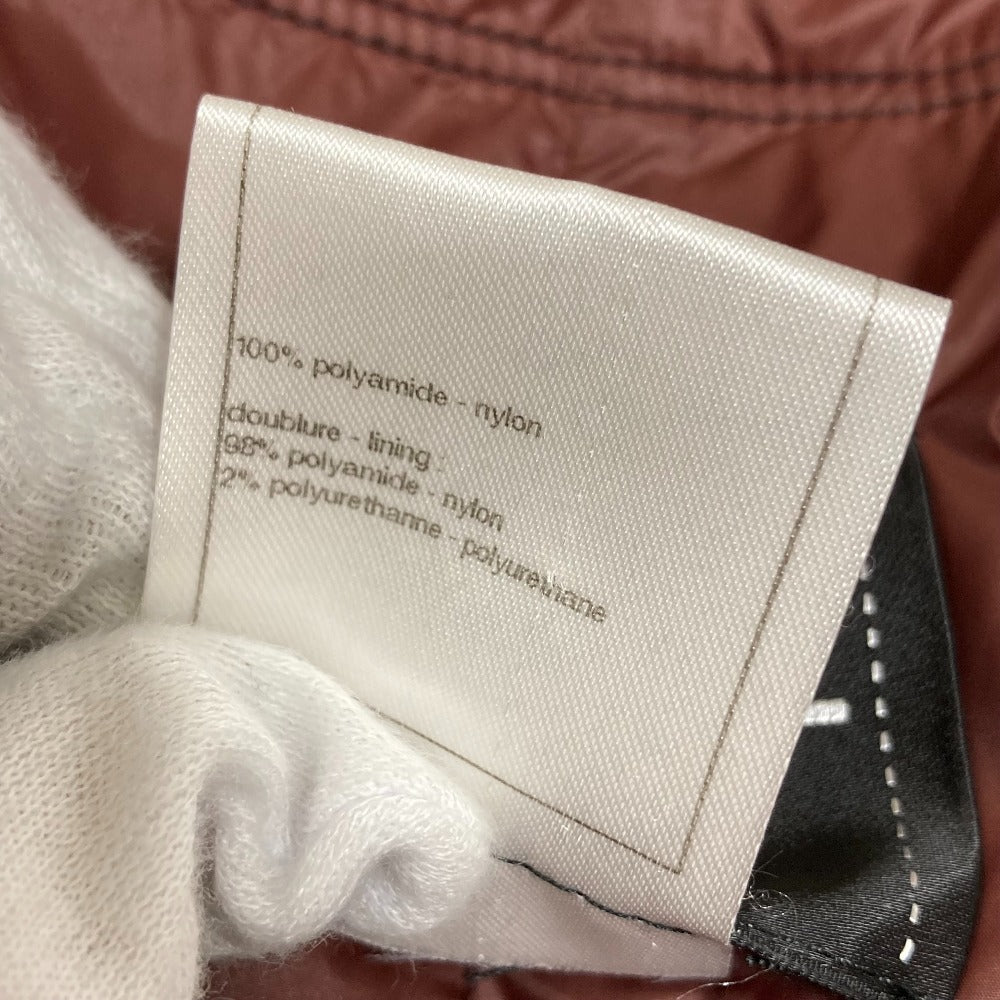 100% polyamide - nylon
doublure - lining :
98% polyamide - nylon
2% polyurethanne - polyurethane